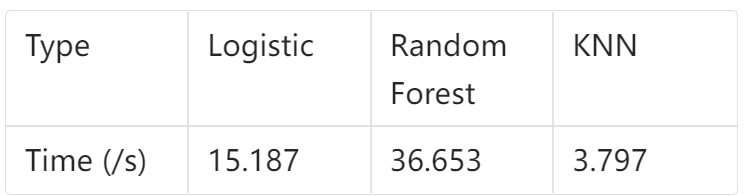 Type Logistic Random Forest KNN
Time (/s) 15.187 36.653 3.797